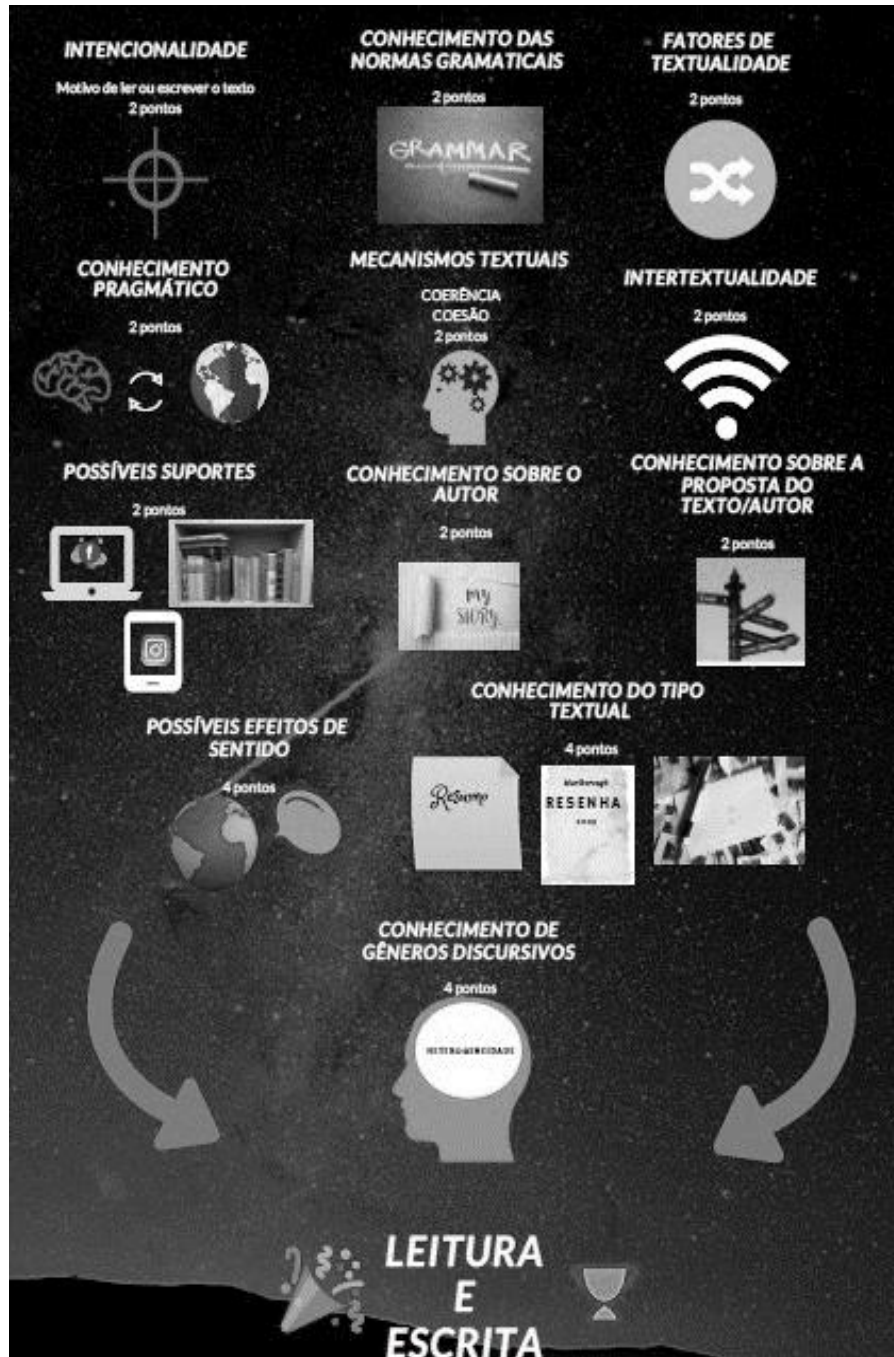 INTENCIONALIDADE
Motivo de ler ou escrever o texto
2 pontos
CONHECIMENTO DAS
NORMAS GRAMATICAIS
2 pontos
GRAMMAR
FATORES DE
TEXTUALIDADE
2 pontos
CONHECIMENTO
PRAGMÁTICO
2 pontos
MECANISMOS TEXTUAIS
COERÊNCIA
COESÃO
2 pontos
INTERTEXTUALIDADE
2 pontos
POSSÍVEIS SUPORTES
2 pontos
CONHECIMENTO SOBRE O
AUTOR
2 pontos
MY
STORY
CONHECIMENTO SOBRE A
PROPOSTA DO
TEXTO/AUTOR
2 pontos
POSSÍVEIS EFEITOS DE
SENTIDO
4 pontos
CONHECIMENTO DO TIPO
TEXTUAL
4 pontos
Resumo
RESENHA
CONHECIMENTO DE
GÊNEROS DISCURSIVOS
4 pontos
HETEROGENEIDADE
LEITURA
E
ESCRITA